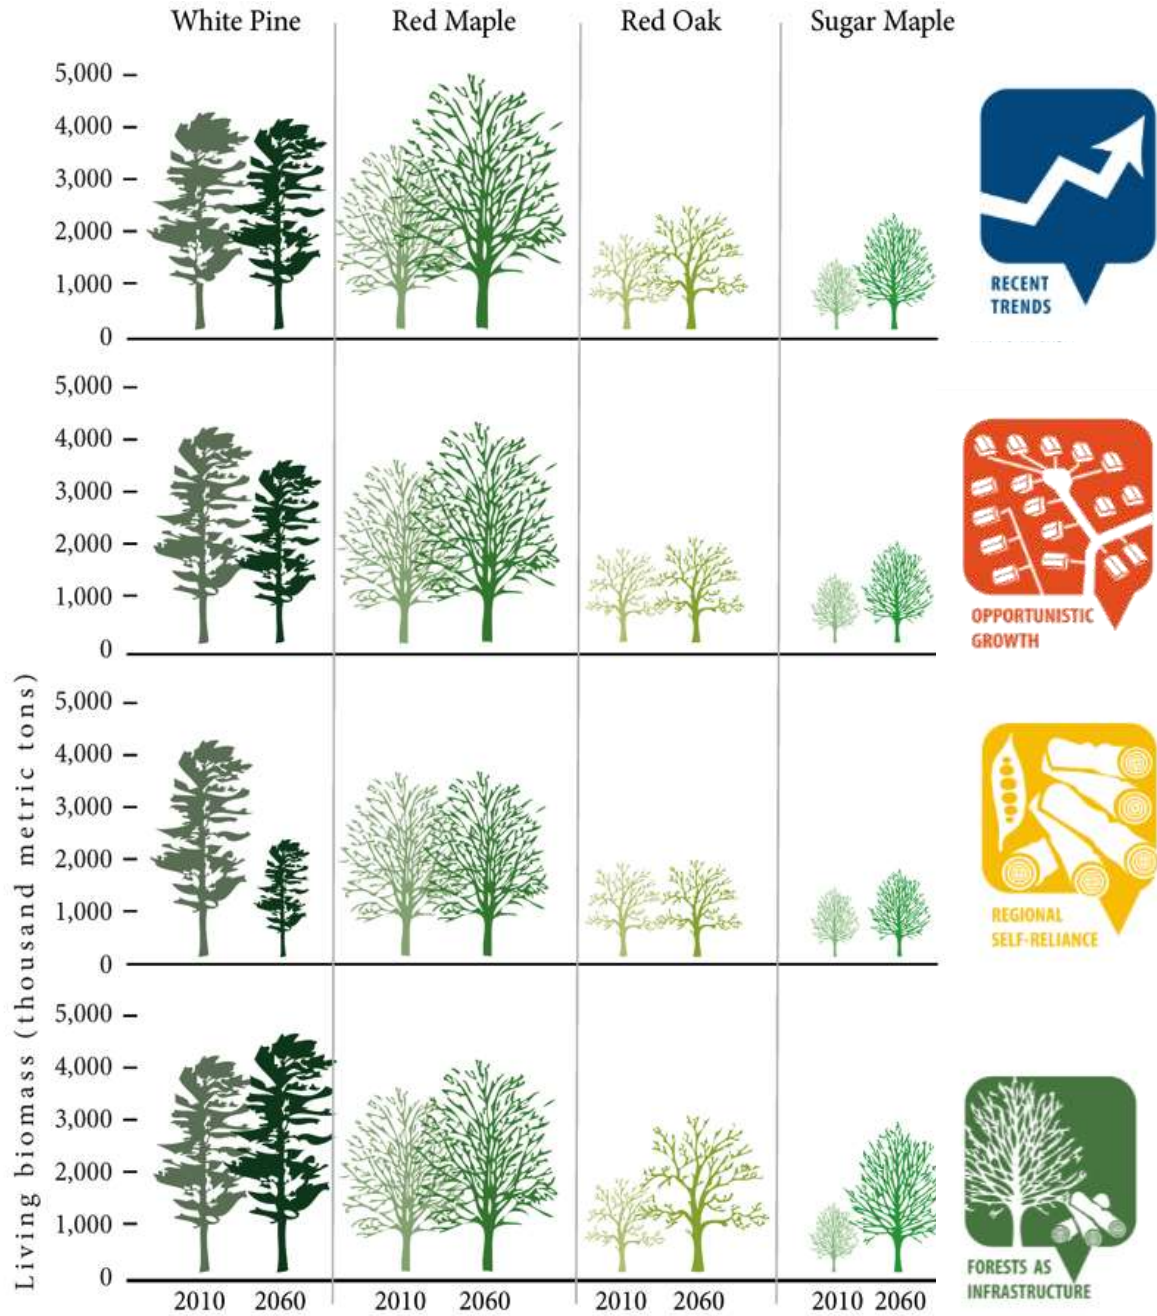 White Pine Red Maple Red Oak Sugar Maple
5,000
4,000
3,000
2,000
1,000
0
RECENT
TRENDS
5,000
4,000
3,000
2,000
1,000
0
OPPORTUNISTIC
GROWTH
Living biomass (thousand metric tons)
5,000
4,000
3,000
2,000
1,000
0
REGIONAL
SELF-RELIANCE
5,000
4,000
3,000
2,000
1,000
0
FORESTS AS
INFRASTRUCTURE
2010 2060 2010 2060 2010 2060 2010 2060